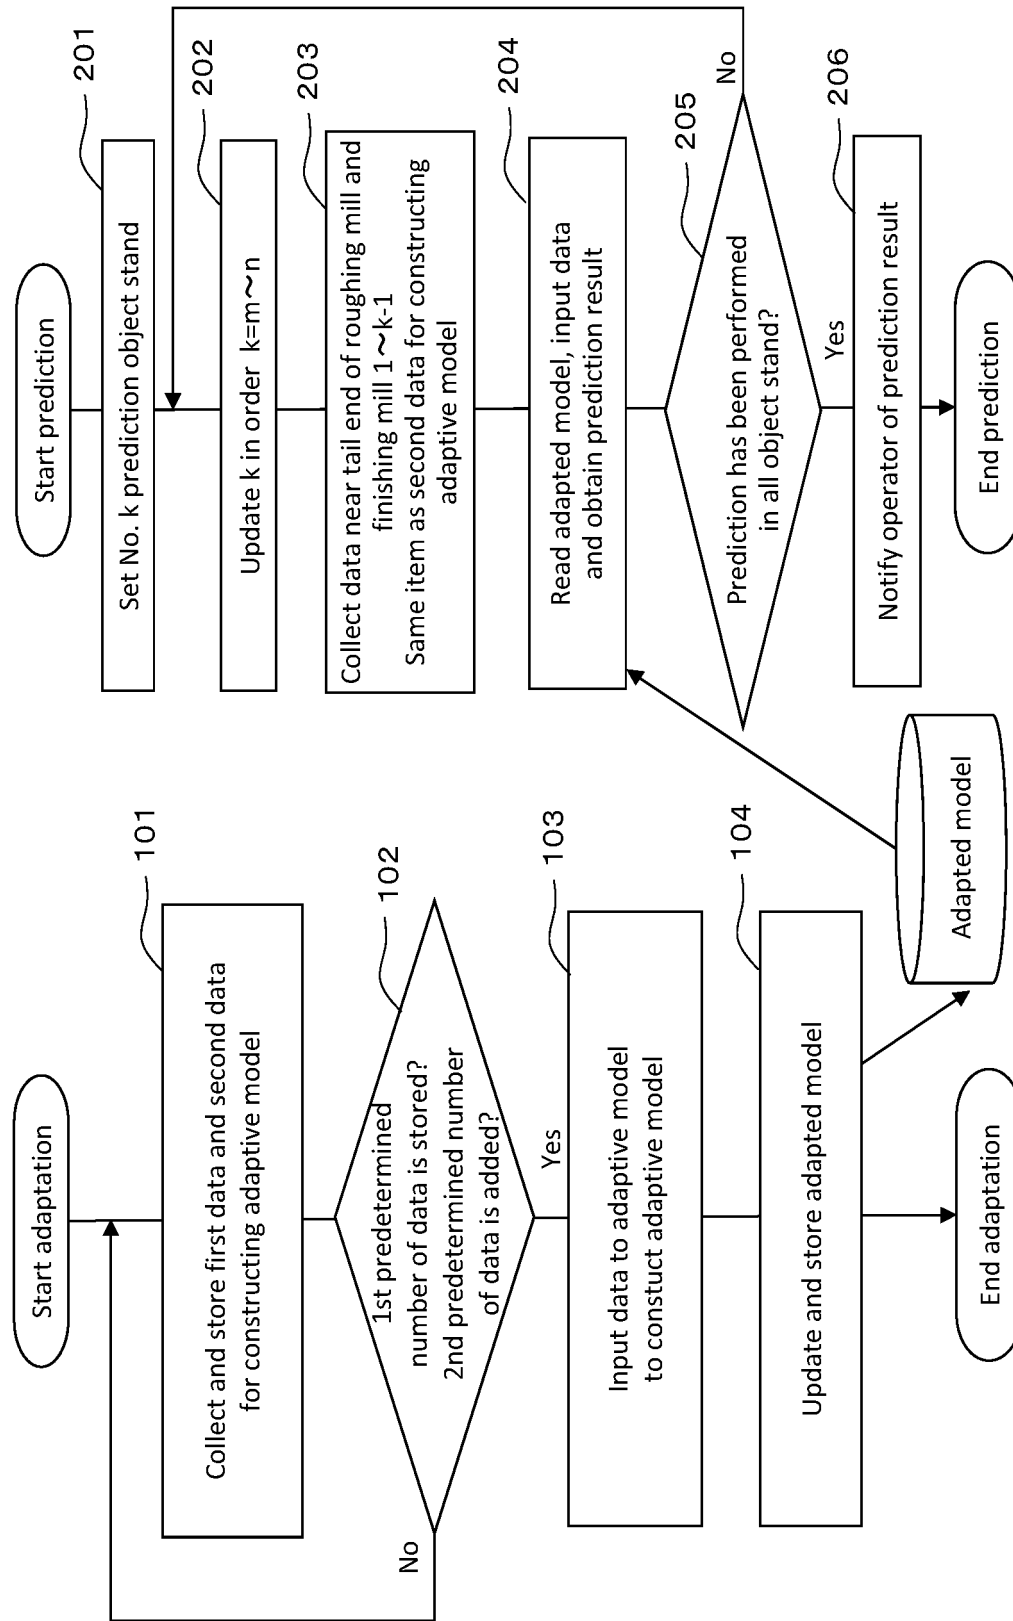 Start adaptation
101
Collect and store first data and second data
for constructing adaptive model
102
1st predetermined
number of data is stored?
2nd predetermined number
of data is added?
No
Yes
103
Input data to adaptive model
to constuct adaptive model
104
Update and store adapted model
End adaptation
Adapted model
Start prediction
201
Set No. k prediction object stand
202
Update k in order k=m〜n
203
Collect data near tail end of roughing mill and
finishing mill 1〜k-1
Same item as second data for constructing
adaptive model
204
Read adapted model, input data
and obtain prediction result
205
Prediction has been performed
in all object stand?
No
Yes
206
Notify operator of prediction result
End prediction